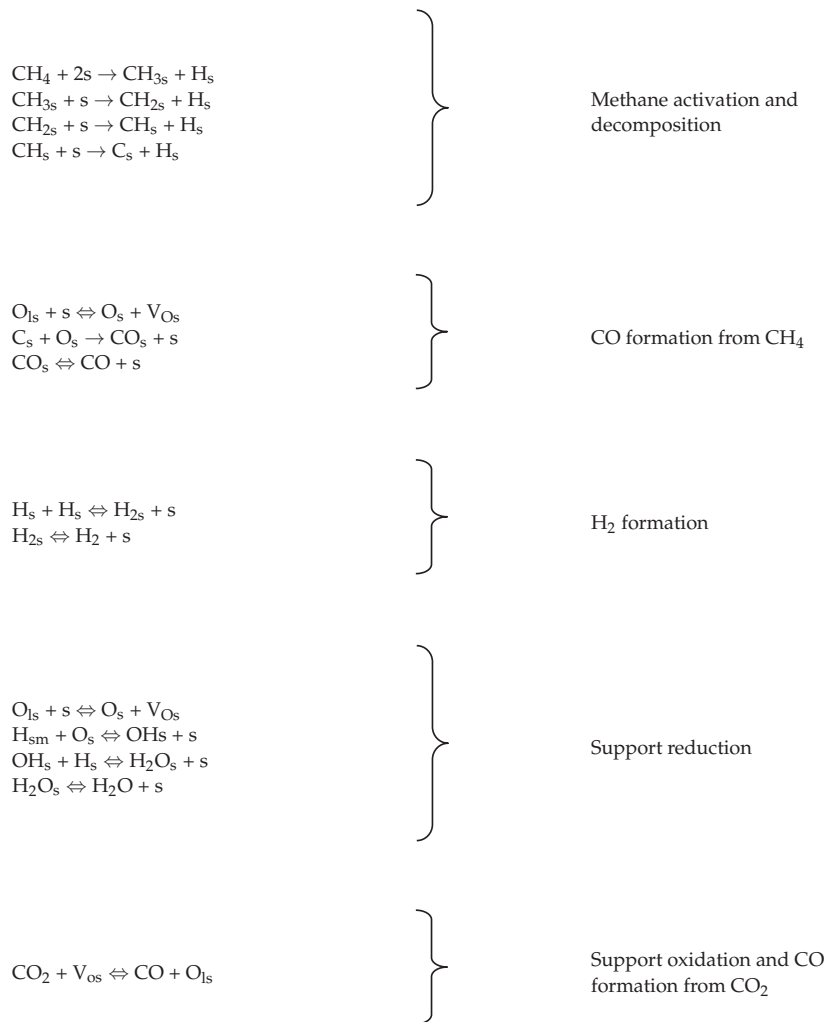 CH₄ + 2s → CH₃ₛ + Hₛ
CH₃ₛ + s → CH₂ₛ + Hₛ
CH₂ₛ + s → CHₛ + Hₛ
CHₛ + s → Cₛ + Hₛ
Methane activation and
decomposition
Oₗₛ + s ⇔ Oₛ + V_Os
Cₛ + Oₛ → COₛ + s
COₛ ⇔ CO + s
CO formation from CH₄
Hₛ + Hₛ ⇔ H₂ₛ + s
H₂ₛ ⇔ H₂ + s
H₂ formation
Oₗₛ + s ⇔ Oₛ + V_Os
Hₛₘ + Oₛ ⇔ OHs + s
OHₛ + Hₛ ⇔ H₂Oₛ + s
H₂Oₛ ⇔ H₂O + s
Support reduction
CO₂ + Vₒₛ ⇔ CO + Oₗₛ
Support oxidation and CO
formation from CO₂